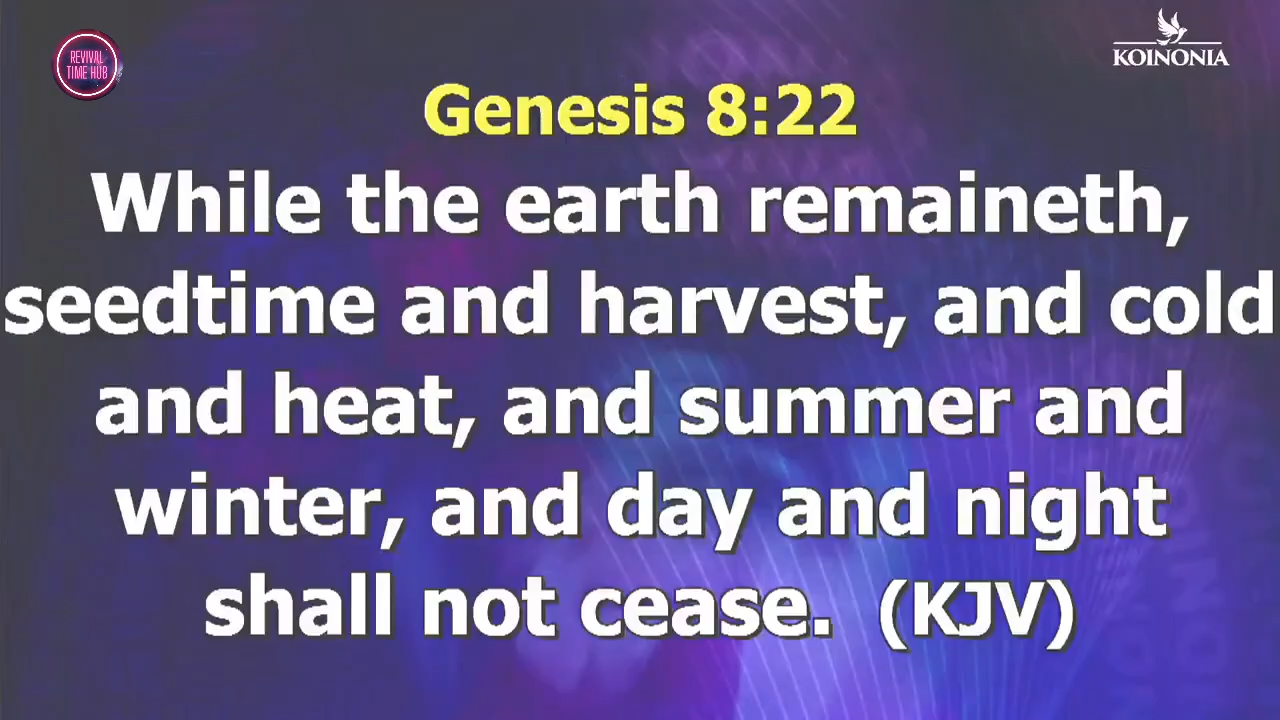 REVIVAL
TIME HUB
KOINONIA
Genesis 8:22
While the earth remaineth,
seedtime and harvest, and cold
and heat, and summer and
winter, and day and night
shall not cease. (KJV)